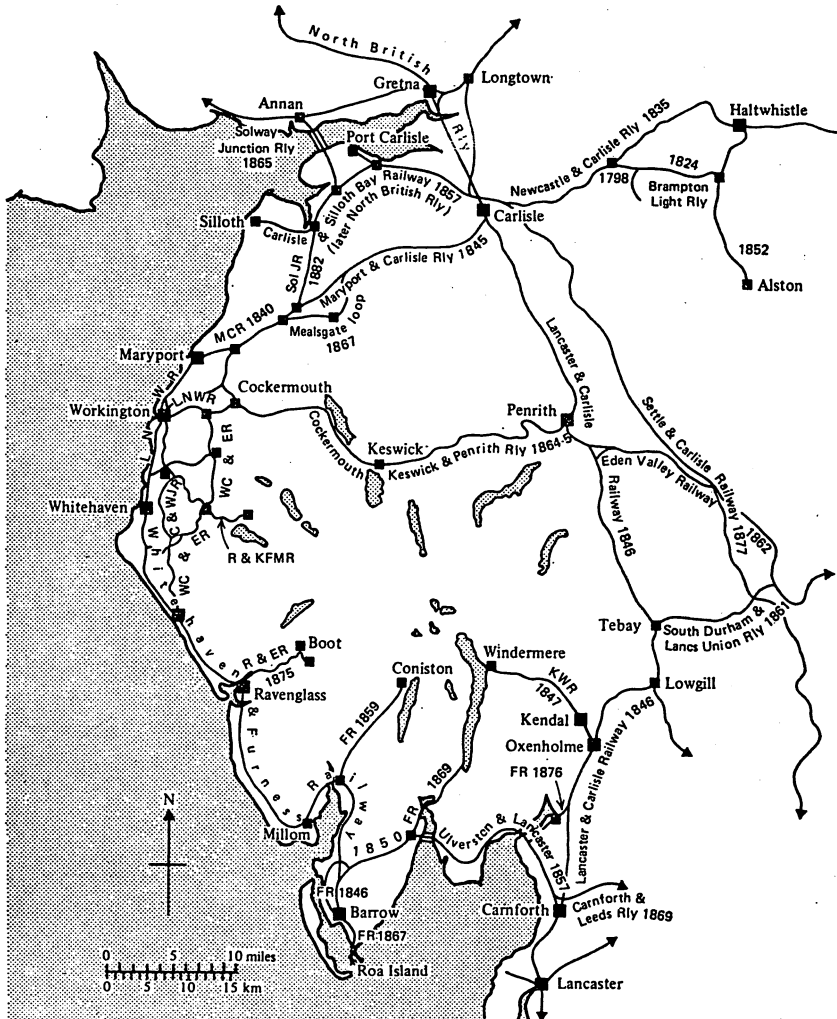 North British
Rly
Gretna
Longtown
Annan
Solway
Junction Rly
1865
Port Carlisle
Newcastle & Carlisle Rly 1835
Haltwhistle
1824
1798
Brampton
Light Rly
1852
Alston
Silloth
Carlisle & Silloth Bay Railway 1857
(later North British Rly)
Carlisle
Sol JR
1882
Maryport & Carlisle Rly 1845
MCR 1840
Mealsgate loop
1867
Maryport
Lancaster & Carlisle
Railway 1846
LNWR
LNWR
Workington
Cockermouth
Penrith
Settle & Carlisle Railway
1877
Cockermouth
Keswick
Keswick & Penrith Rly 1864-5
Eden Valley Railway
1862
WC & ER
C & WJR
Whitehaven
R & KFMR
WC & ER
Whitehaven & Furness Railway 1850
Tebay
South Durham &
Lancs Union Rly 1861
R & ER
1875
Boot
Ravenglass
Coniston
Windermere
KWR
1847
Lowgill
Kendal
Oxenholme
FR 1859
FR 1869
FR 1876
Lancaster & Carlisle Railway 1846
N
Millom
Ulverston & Lancaster 1857
FR 1846
Barrow
Carnforth
Carnforth &
Leeds Rly 1869
FR 1867
Roa Island
0 10 miles
0 5 10 15 km
Lancaster